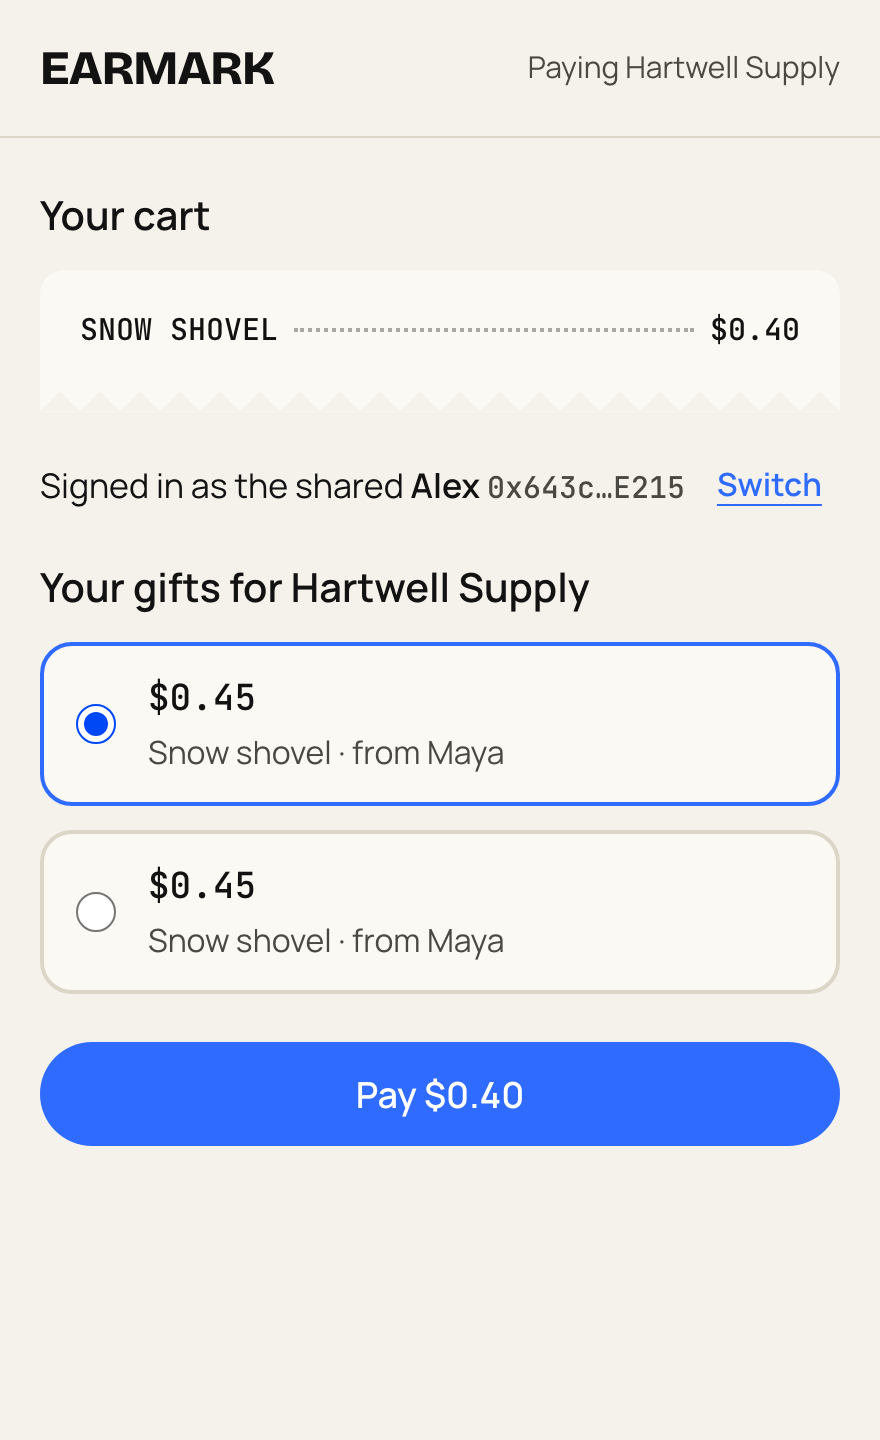 EARMARK
Paying Hartwell Supply
Your cart
SNOW SHOVEL $0.40
Signed in as the shared Alex 0x643c…E215 Switch
Your gifts for Hartwell Supply
$0.45
Snow shovel · from Maya
$0.45
Snow shovel · from Maya
Pay $0.40